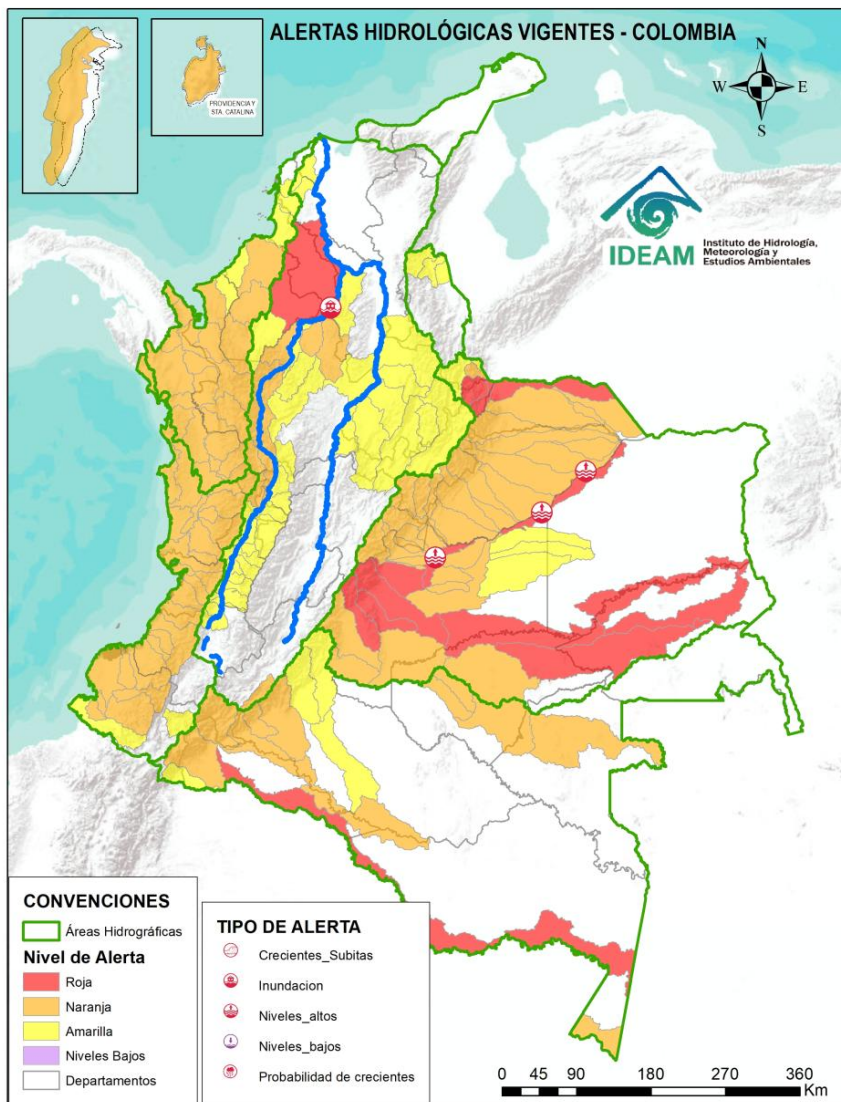 ALERTAS HIDROLÓGICAS VIGENTES - COLOMBIA
PROVIDENCIA Y
STA. CATALINA
N
W
E
S
IDEAM
Instituto de Hidrología,
Meteorología y
Estudios Ambientales
CONVENCIONES
Áreas Hidrográficas
Nivel de Alerta
Roja
Naranja
Amarilla
Niveles Bajos
Departamentos
TIPO DE ALERTA
Crecientes_Subitas
Inundacion
Niveles_altos
Niveles_bajos
Probabilidad de crecientes
0 45 90 180 270 360
Km